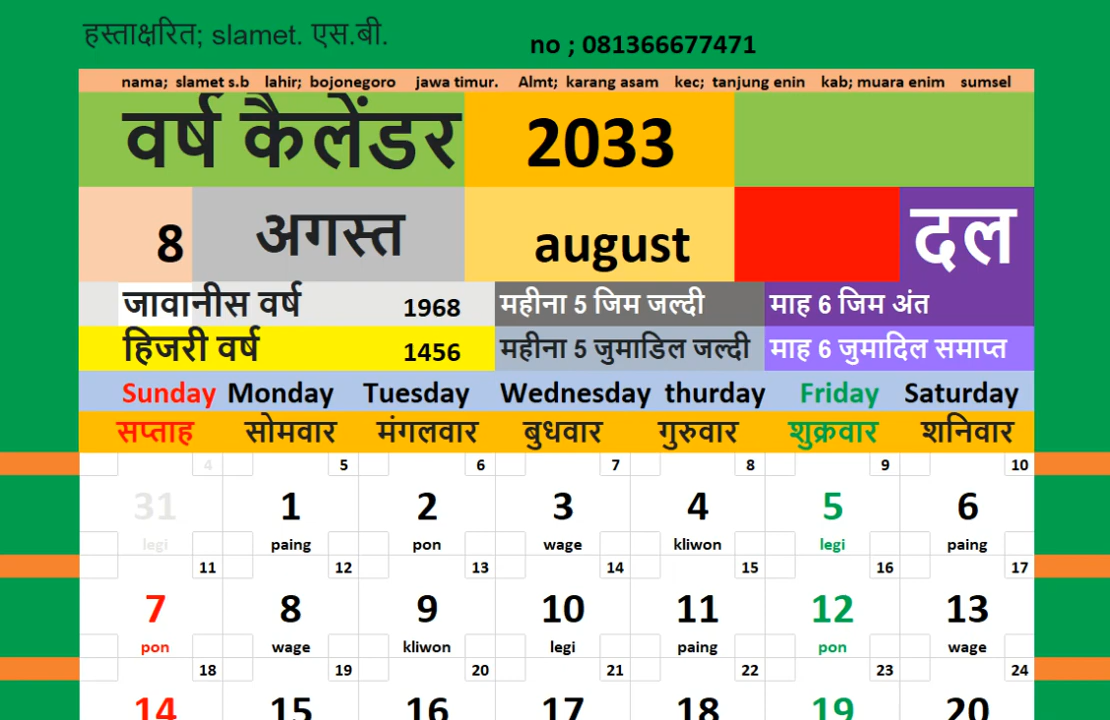 हस्ताक्षरित; slamet. एस.बी.
no ; 081366677471
nama; slamet s.b lahir; bojonegoro jawa timur. Almt; karang asam kec; tanjung enin kab; muara enim sumsel
वर्ष कैलेंडर 2033
8 अगस्त august दल
जावानीस वर्ष 1968 महीना 5 जिम जल्दी माह 6 जिम अंत
हिजरी वर्ष 1456 महीना 5 जुमाडिल जल्दी माह 6 जुमादिल समाप्त
Sunday Monday Tuesday Wednesday thurday Friday Saturday
सप्ताह सोमवार मंगलवार बुधवार गुरुवार शुक्रवार शनिवार
4 5 6 7 8 9 10
31 1 2 3 4 5 6
legi paing pon wage kliwon legi paing
11 12 13 14 15 16 17
7 8 9 10 11 12 13
pon wage kliwon legi paing pon wage
18 19 20 21 22 23 24
14 15 16 17 18 19 20